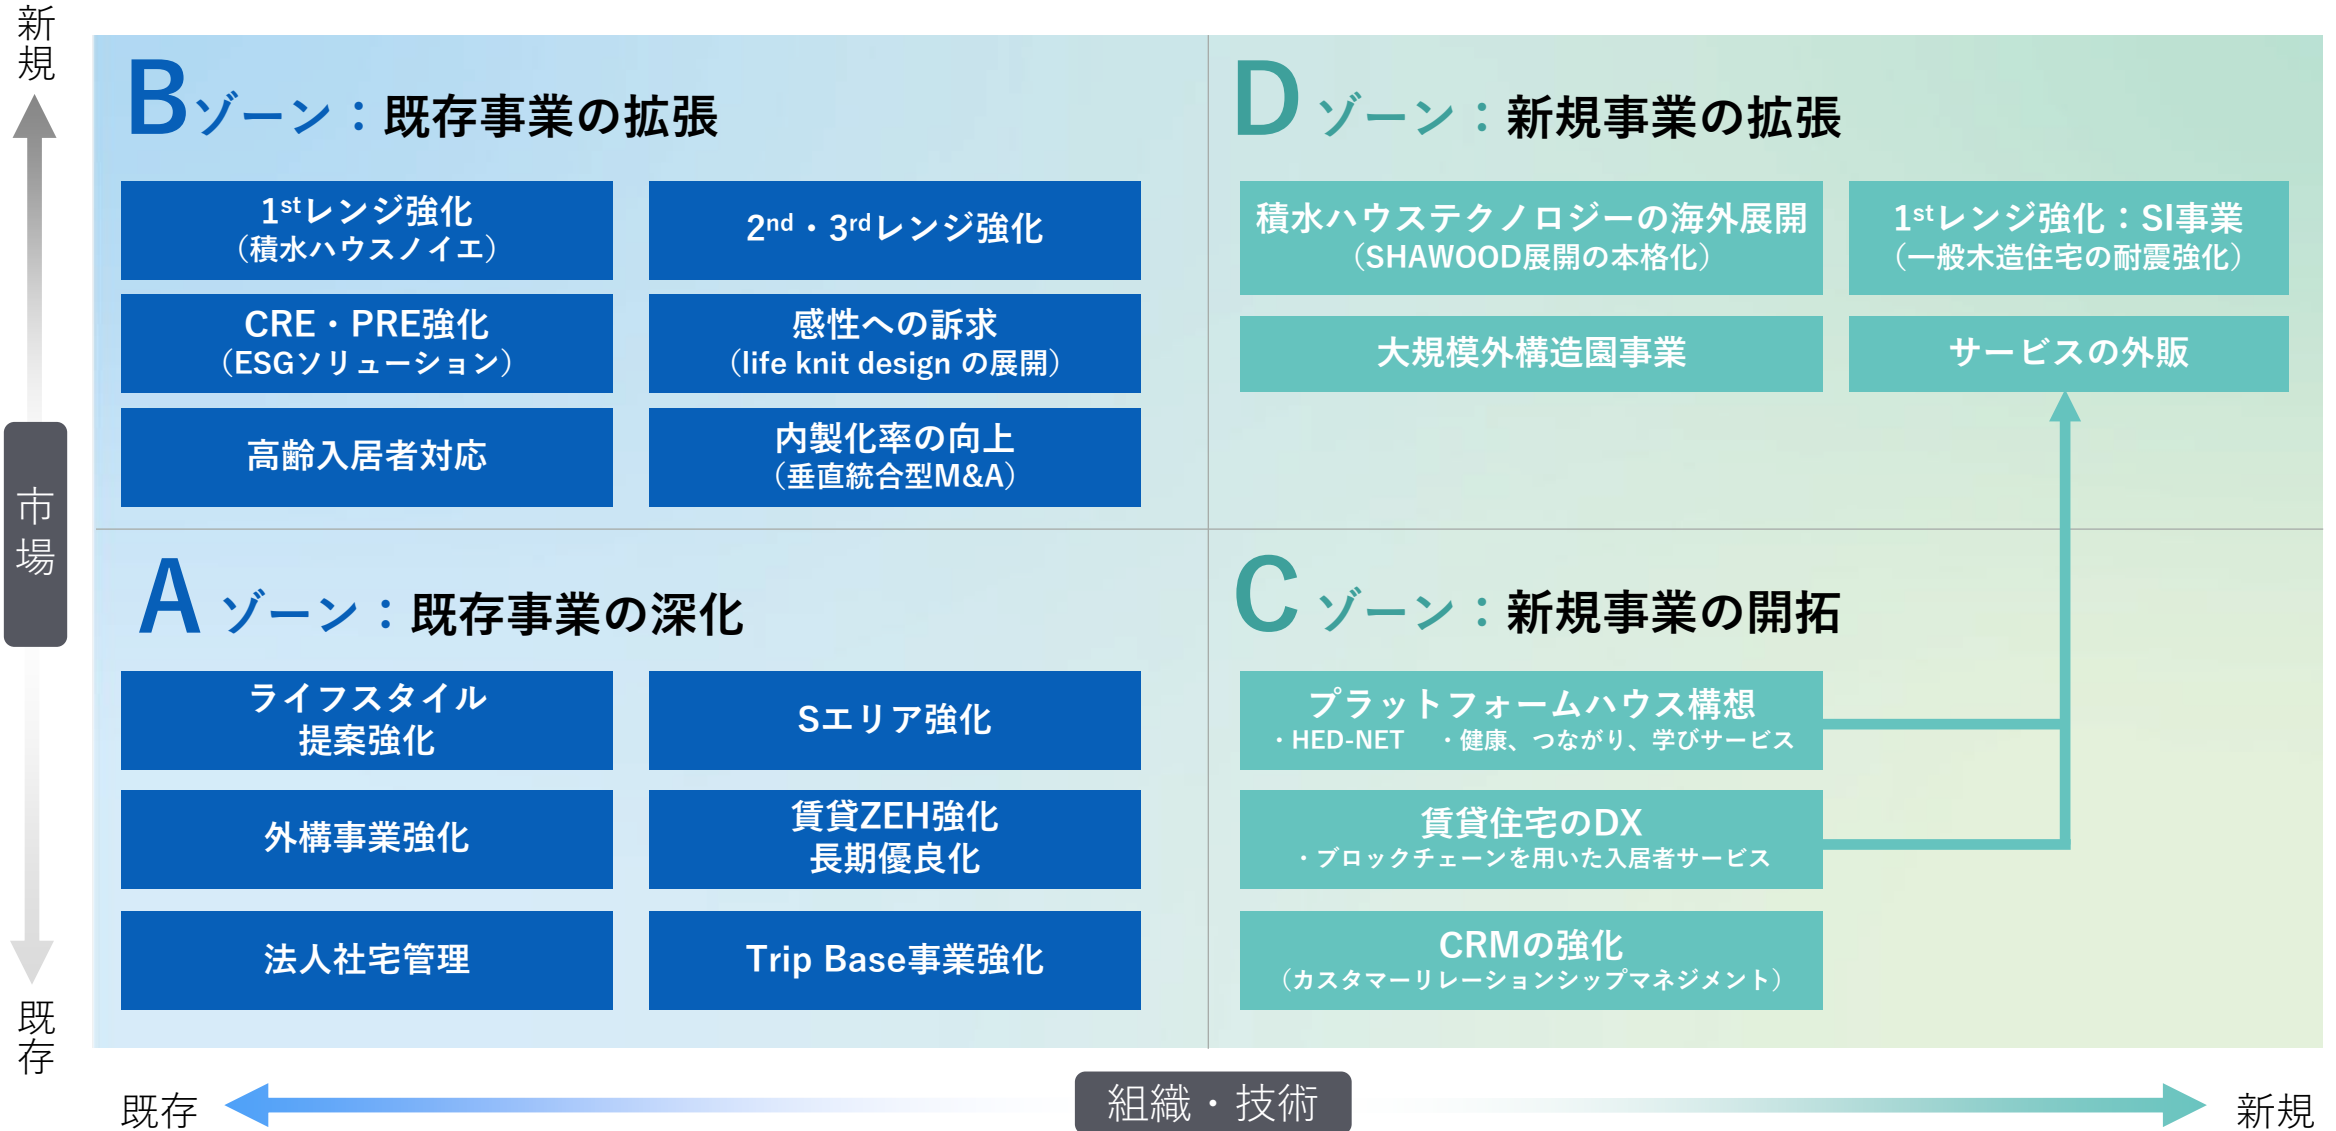 新規
市場
既存
Bゾーン：既存事業の拡張
1stレンジ強化
（積水ハウスノイエ）
2nd・3rdレンジ強化
CRE・PRE強化
（ESGソリューション）
感性への訴求
（life knit design の展開）
高齢入居者対応
内製化率の向上
（垂直統合型M&A）
Dゾーン：新規事業の拡張
積水ハウステクノロジーの海外展開
（SHAWOOD展開の本格化）
1stレンジ強化：SI事業
（一般木造住宅の耐震強化）
大規模外構造園事業
サービスの外販
Aゾーン：既存事業の深化
ライフスタイル
提案強化
Sエリア強化
外構事業強化
賃貸ZEH強化
長期優良化
法人社宅管理
Trip Base事業強化
Cゾーン：新規事業の開拓
プラットフォームハウス構想
・HED-NET　・健康、つながり、学びサービス
賃貸住宅のDX
・ブロックチェーンを用いた入居者サービス
CRMの強化
（カスタマーリレーションシップマネジメント）
既存
組織・技術
新規